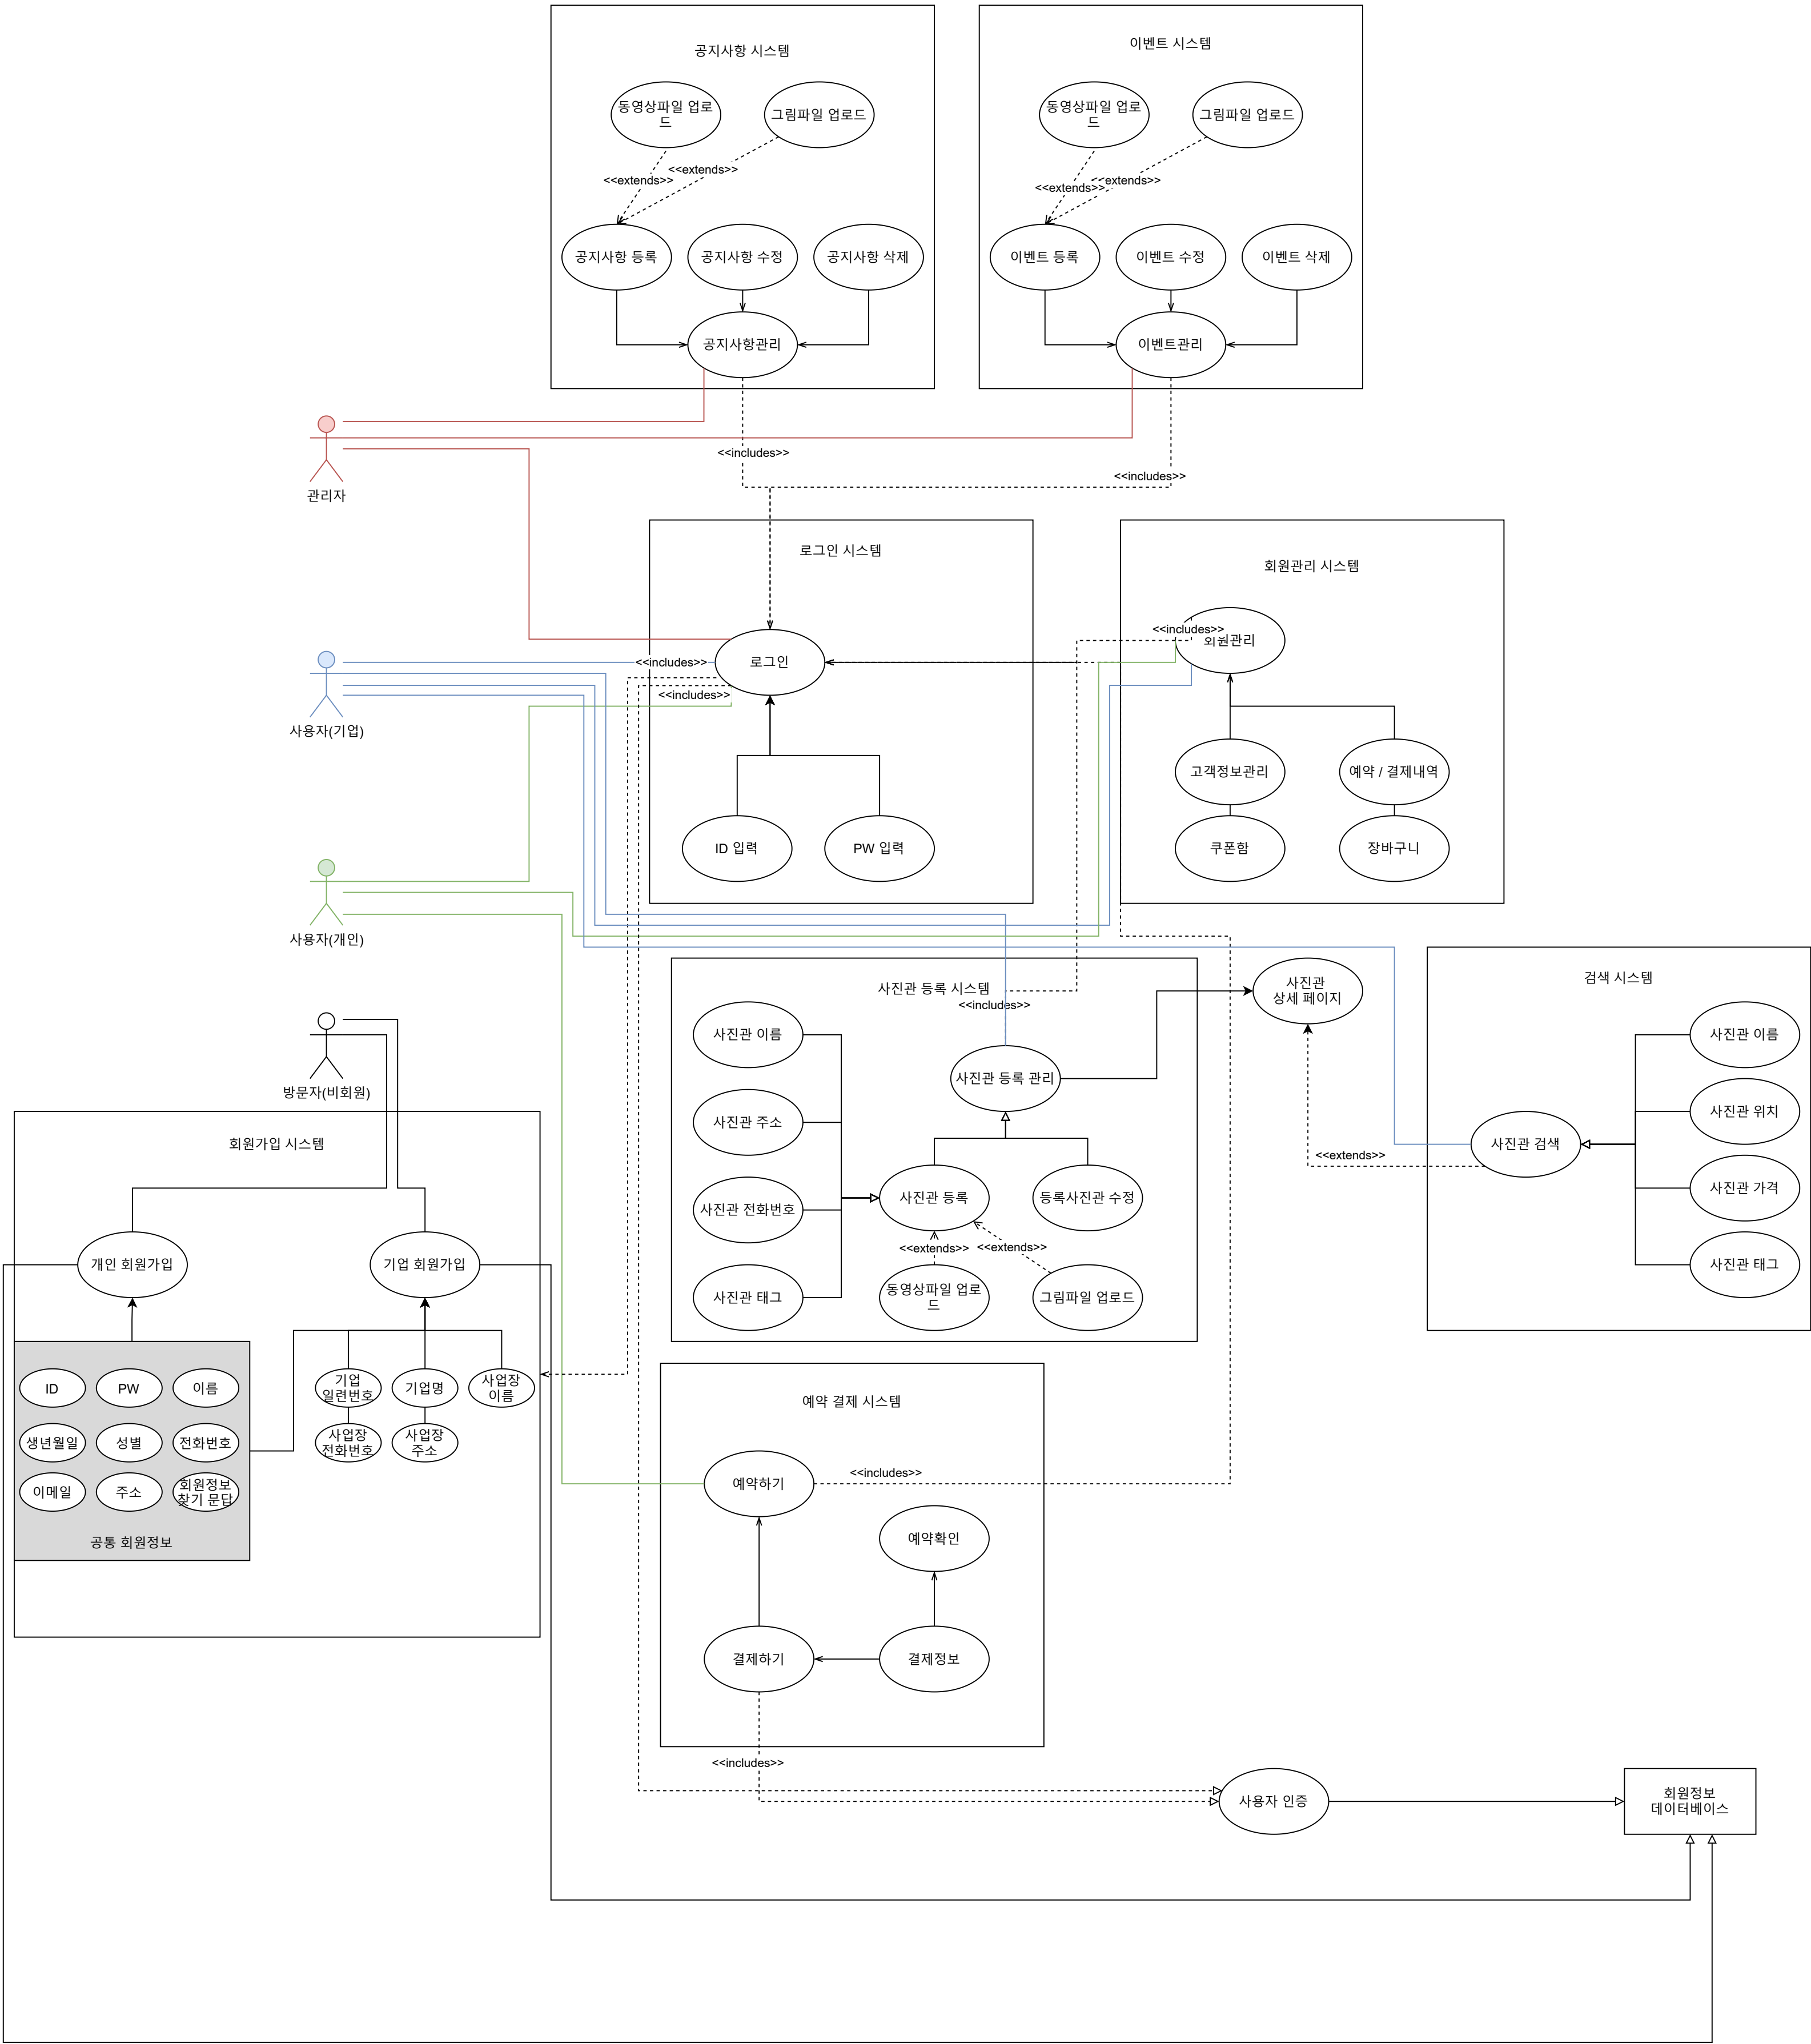 공지사항 시스템
동영상파일 업로
드
그림파일 업로드
<<extends>>
<<extends>>
공지사항 등록
공지사항 수정
공지사항 삭제
공지사항관리
이벤트 시스템
동영상파일 업로
드
그림파일 업로드
<<extends>>
<<extends>>
이벤트 등록
이벤트 수정
이벤트 삭제
이벤트관리
관리자
<<includes>>
<<includes>>
로그인 시스템
<<includes>>
로그인
<<includes>>
ID 입력
PW 입력
회원관리 시스템
<<includes>>
회원관리
고객정보관리
예약 / 결제내역
쿠폰함
장바구니
사용자(기업)
사용자(개인)
방문자(비회원)
사진관 등록 시스템
<<includes>>
사진관 이름
사진관 주소
사진관 전화번호
사진관 태그
사진관 등록 관리
사진관 등록
등록사진관 수정
<<extends>>
<<extends>>
동영상파일 업로
드
그림파일 업로드
사진관
상세 페이지
<<extends>>
검색 시스템
사진관 검색
사진관 이름
사진관 위치
사진관 가격
사진관 태그
회원가입 시스템
개인 회원가입
기업 회원가입
ID
PW
이름
생년월일
성별
전화번호
이메일
주소
회원정보
찾기 문답
공통 회원정보
기업
일련번호
기업명
사업장
이름
사업장
전화번호
사업장
주소
예약 결제 시스템
예약하기
<<includes>>
예약확인
결제하기
결제정보
<<includes>>
사용자 인증
회원정보
데이터베이스